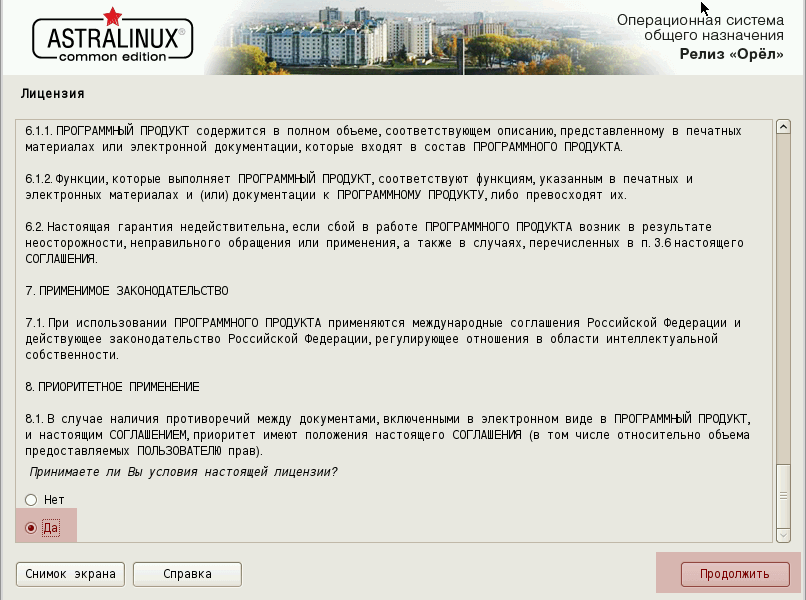 ASTRALINUX®
common edition
Операционная система
общего назначения
Релиз «Орёл»
Лицензия
6.1.1. ПРОГРАММНЫЙ ПРОДУКТ содержится в полном объеме, соответствующем описанию, представленному в печатных
материалах или электронной документации, которые входят в состав ПРОГРАММНОГО ПРОДУКТА.
6.1.2. Функции, которые выполняет ПРОГРАММНЫЙ ПРОДУКТ, соответствуют функциям, указанным в печатных и
электронных материалах и (или) документации к ПРОГРАММНОМУ ПРОДУКТУ, либо превосходят их.
6.2. Настоящая гарантия недействительна, если сбой в работе ПРОГРАММНОГО ПРОДУКТА возник в результате
неосторожности, неправильного обращения или применения, а также в случаях, перечисленных в п. 3.6 настоящего
СОГЛАШЕНИЯ.
7. ПРИМЕНИМОЕ ЗАКОНОДАТЕЛЬСТВО
7.1. При использовании ПРОГРАММНОГО ПРОДУКТА применяются международные соглашения Российской Федерации и
действующее законодательство Российской Федерации, регулирующее отношения в области интеллектуальной
собственности.
8. ПРИОРИТЕТНОЕ ПРИМЕНЕНИЕ
8.1. В случае наличия противоречий между документами, включенными в электронном виде в ПРОГРАММНЫЙ ПРОДУКТ,
и настоящим СОГЛАШЕНИЕМ, приоритет имеют положения настоящего СОГЛАШЕНИЯ (в том числе относительно объема
предоставляемых ПОЛЬЗОВАТЕЛЮ прав).
Принимаете ли Вы условия настоящей лицензии?
Нет
Да
Снимок экрана Справка Продолжить